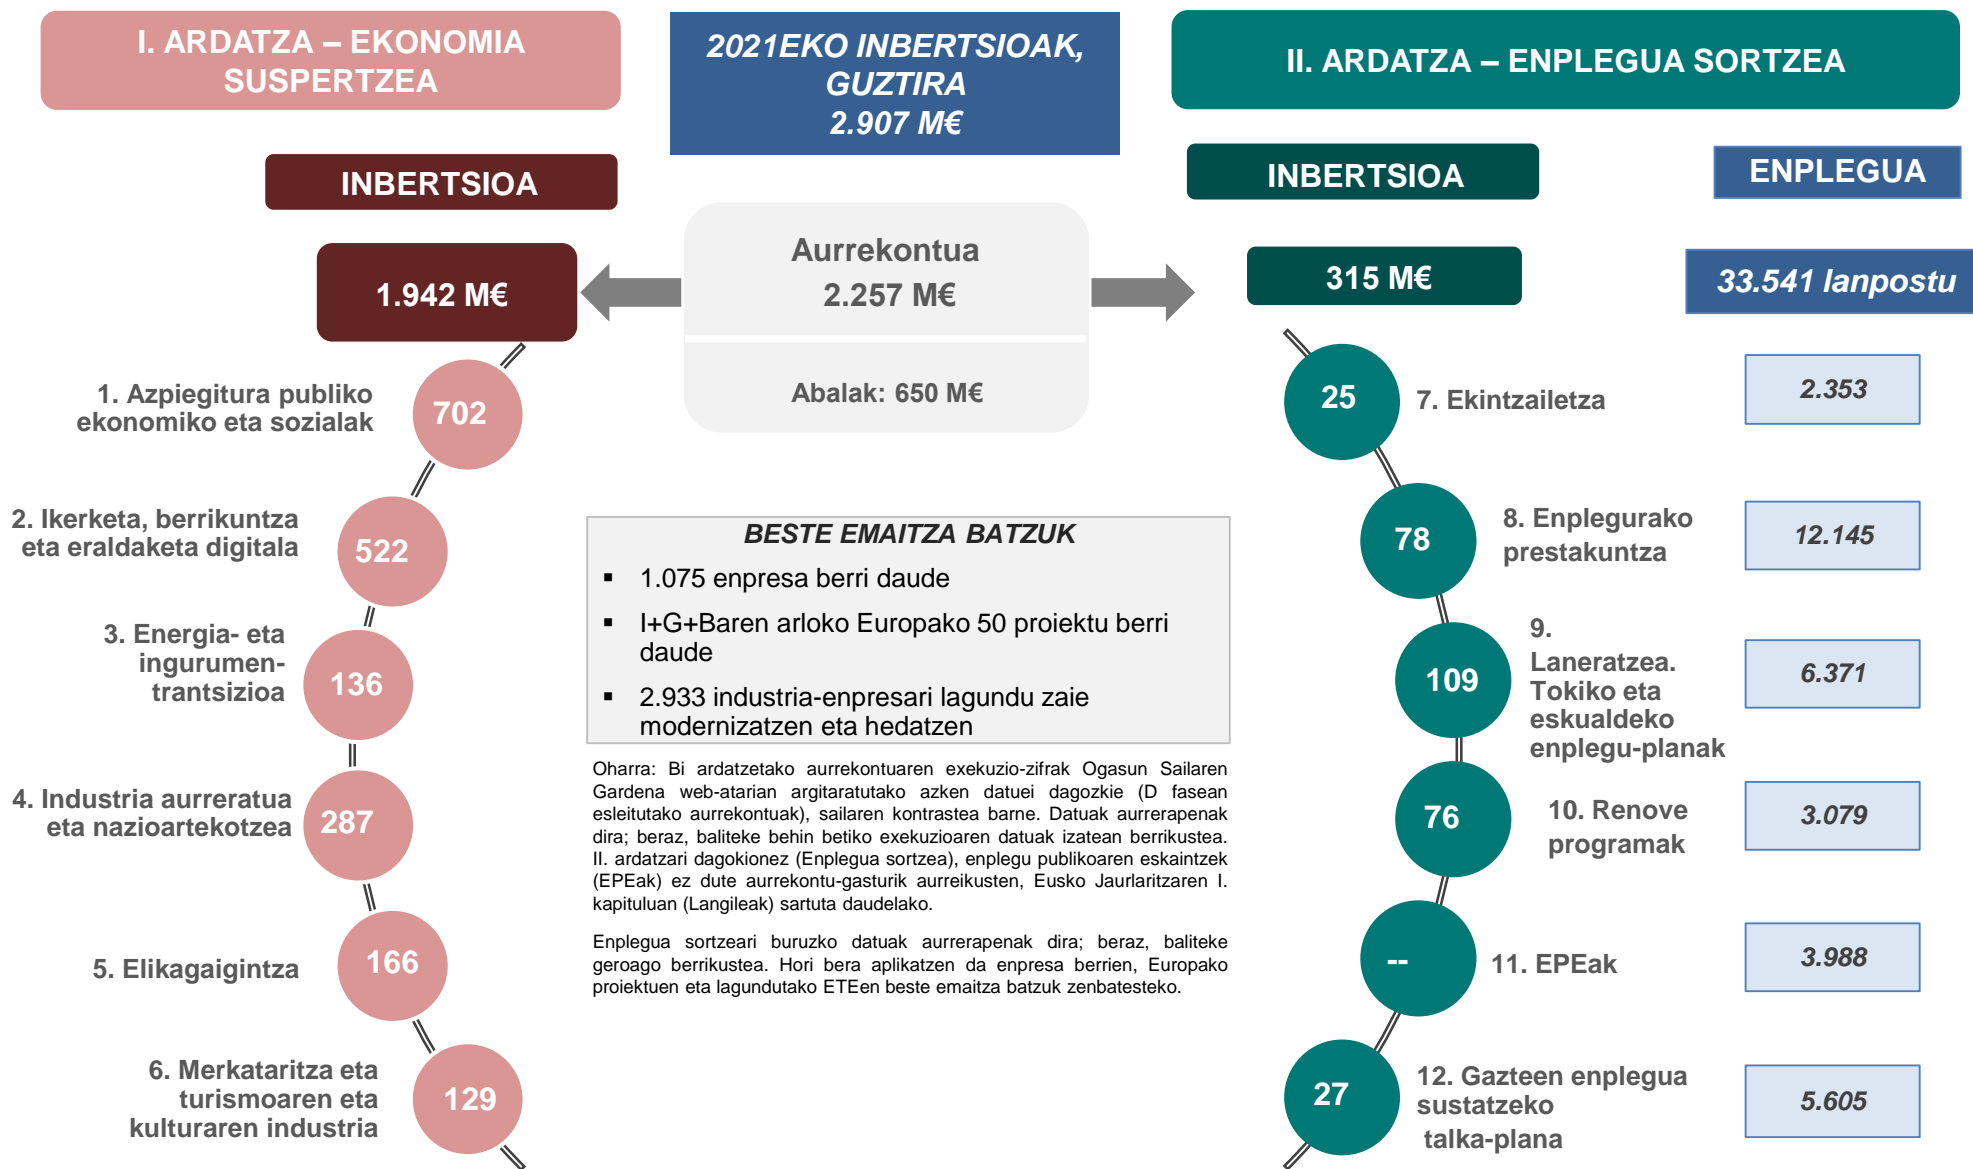 I. ARDATZA – EKONOMIA
SUSPERTZEA
2021EKO INBERTSIOAK,
GUZTIRA
2.907 M€
II. ARDATZA – ENPLEGUA SORTZEA
INBERTSIOA
INBERTSIOA
ENPLEGUA
1.942 M€
Aurrekontua
2.257 M€
Abalak: 650 M€
315 M€
33.541 lanpostu
1. Azpiegitura publiko
ekonomiko eta sozialak
702
2. Ikerketa, berrikuntza
eta eraldaketa digitala
522
3. Energia- eta
ingurumen-
trantsizioa
136
4. Industria aurreratua
eta nazioartekotzea
287
5. Elikagaigintza
166
6. Merkataritza eta
turismoaren eta
kulturaren industria
129
BESTE EMAITZA BATZUK
▪ 1.075 enpresa berri daude
▪ I+G+Baren arloko Europako 50 proiektu berri
daude
▪ 2.933 industria-enpresari lagundu zaie
modernizatzen eta hedatzen
Oharra: Bi ardatzetako aurrekontuaren exekuzio-zifrak Ogasun Sailaren
Gardena web-atarian argitaratutako azken datuei dagozkie (D fasean
esleitutako aurrekontuak), sailaren kontrastea barne. Datuak aurrerapenak
dira; beraz, baliteke behin betiko exekuzioaren datuak izatean berrikustea.
II. ardatzari dagokionez (Enplegua sortzea), enplegu publikoaren eskaintzek
(EPEak) ez dute aurrekontu-gasturik aurreikusten, Eusko Jaurlaritzaren I.
kapituluan (Langileak) sartuta daudelako.
Enplegua sortzeari buruzko datuak aurrerapenak dira; beraz, baliteke
geroago berrikustea. Hori bera aplikatzen da enpresa berrien, Europako
proiektuen eta lagundutako ETEen beste emaitza batzuk zenbatesteko.
25
7. Ekintzailetza
2.353
78
8. Enplegurako
prestakuntza
12.145
109
9.
Laneratzea.
Tokiko eta
eskualdeko
enplegu-planak
6.371
76
10. Renove
programak
3.079
--
11. EPEak
3.988
27
12. Gazteen enplegua
sustatzeko
talka-plana
5.605